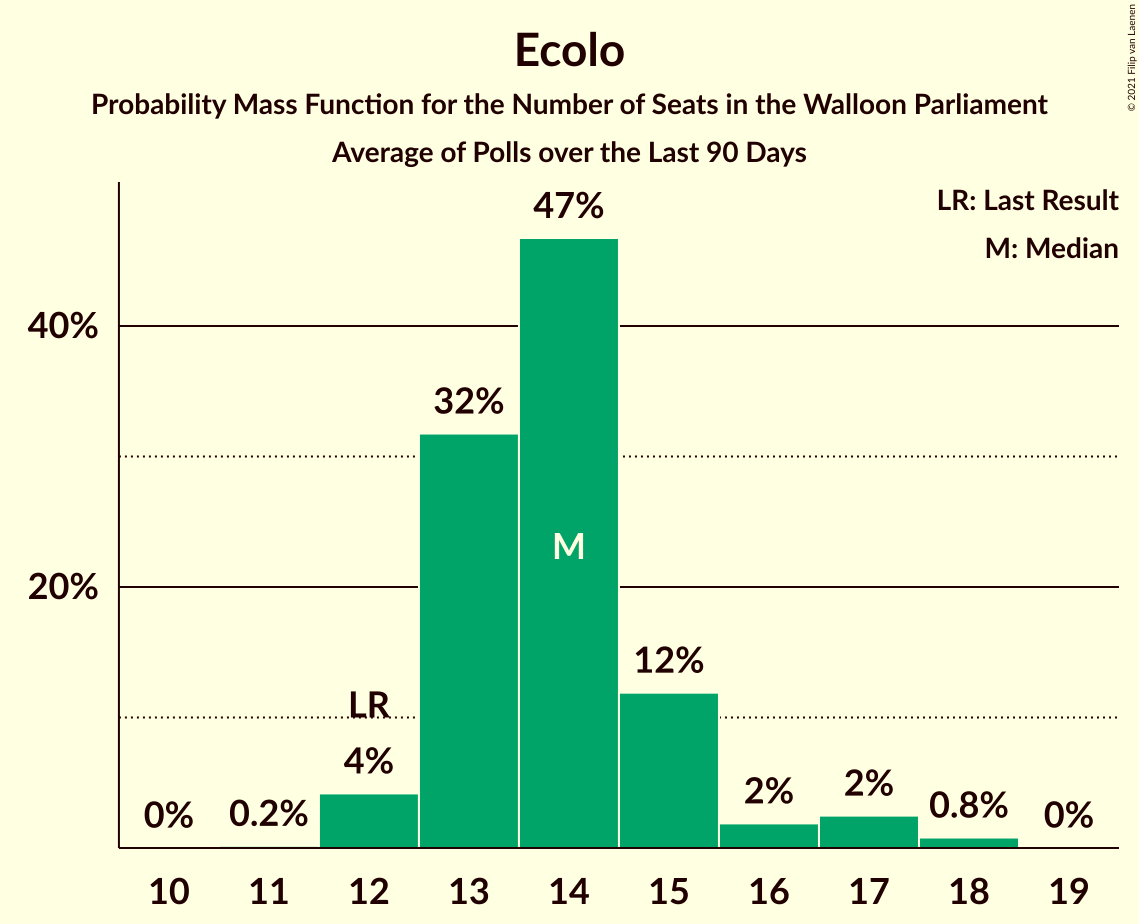 Ecolo
Probability Mass Function for the Number of Seats in the Walloon Parliament
Average of Polls over the Last 90 Days
© 2021 Filip van Laenen
LR: Last Result
M: Median
47%
40%
32%
M
20%
12%
LR
4%
0%
0.2%
2%
2%
0.8%
0%
10 11 12 13 14 15 16 17 18 19